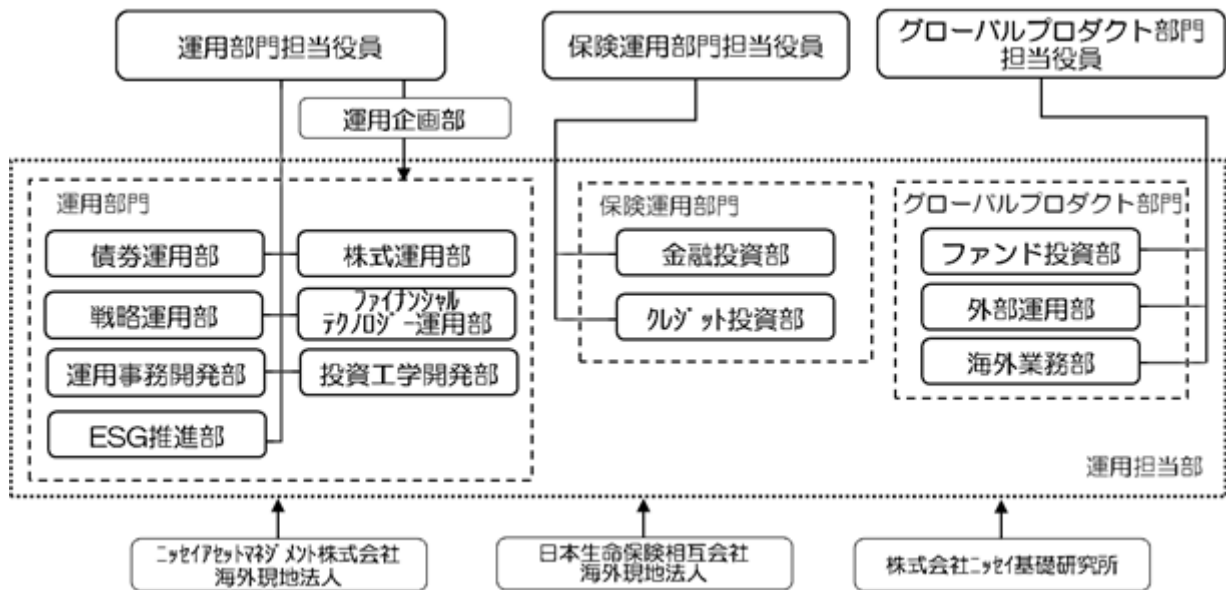 運用部門担当役員
保険運用部門担当役員
グローバルプロダクト部門
担当役員
運用企画部
運用部門
債券運用部
株式運用部
戦略運用部
ファイナンシャル
テクノロジー運用部
運用事務開発部
投資工学開発部
ESG推進部
保険運用部門
金融投資部
クレジット投資部
グローバルプロダクト部門
ファンド投資部
外部運用部
海外業務部
運用担当部
ニッセイアセットマネジメント株式会社
海外現地法人
日本生命保険相互会社
海外現地法人
株式会社ニッセイ基礎研究所